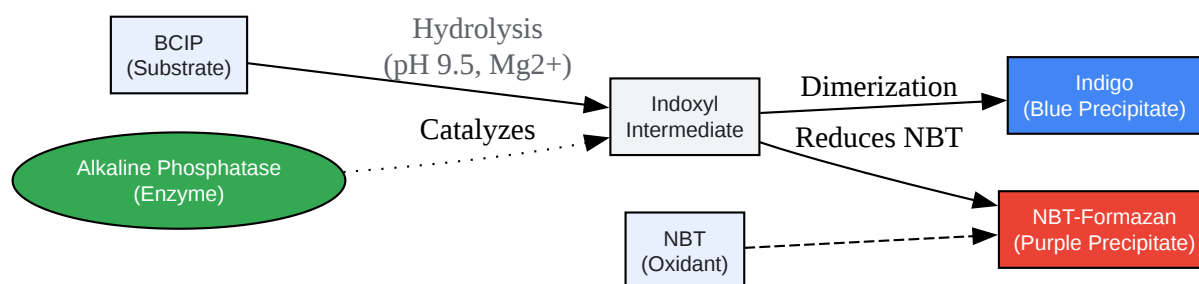 BCIP
(Substrate)
Hydrolysis
(pH 9.5, Mg2+)
Alkaline Phosphatase
(Enzyme)
Catalyzes
Indoxyl
Intermediate
Dimerization
Reduces NBT
Indigo
(Blue Precipitate)
NBT
(Oxidant)
NBT-Formazan
(Purple Precipitate)